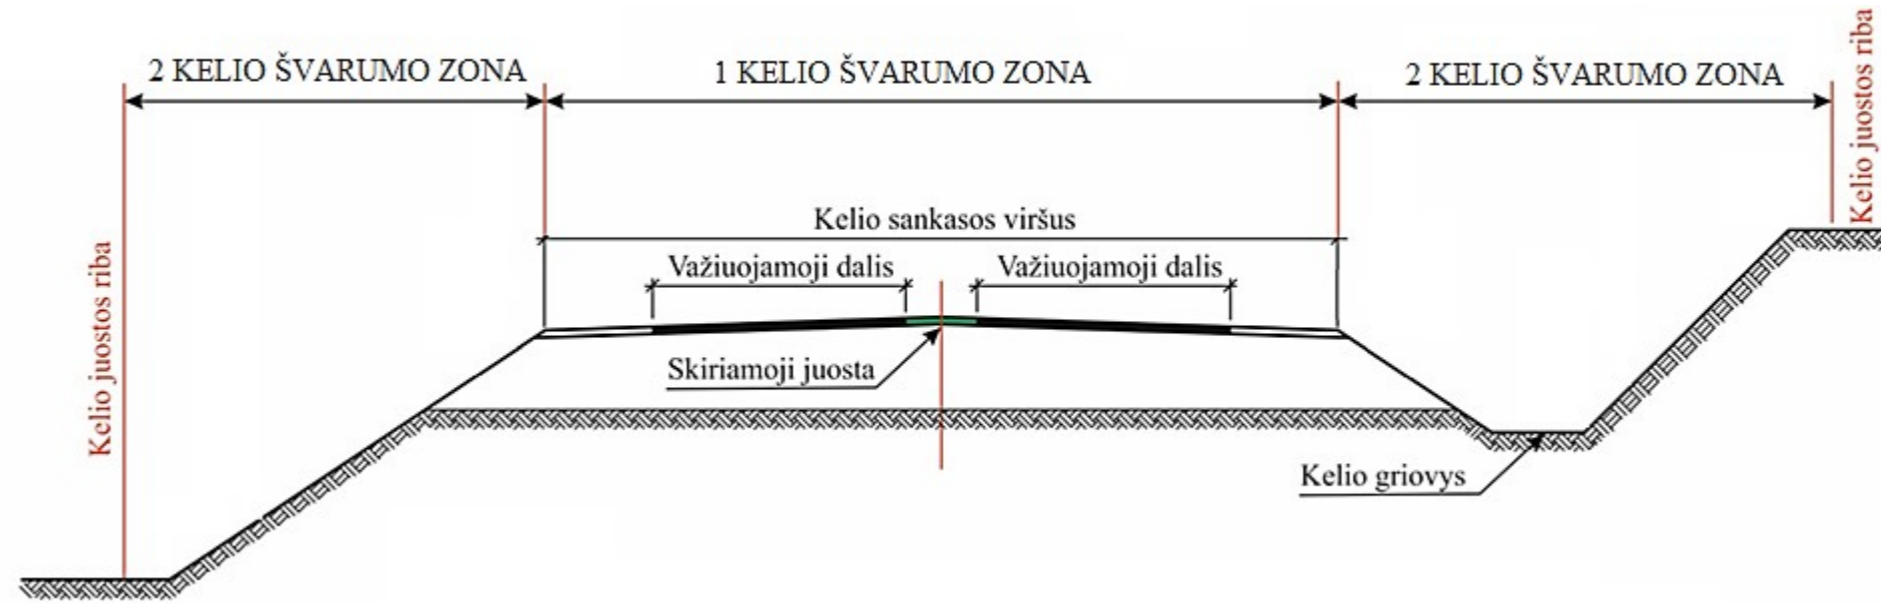 2 KELIO ŠVARUMO ZONA
1 KELIO ŠVARUMO ZONA
2 KELIO ŠVARUMO ZONA
Kelio juostos riba
Kelio sankasos viršus
Važiuojamoji dalis
Važiuojamoji dalis
Kelio juostos riba
Skiriamoji juosta
Kelio griovys